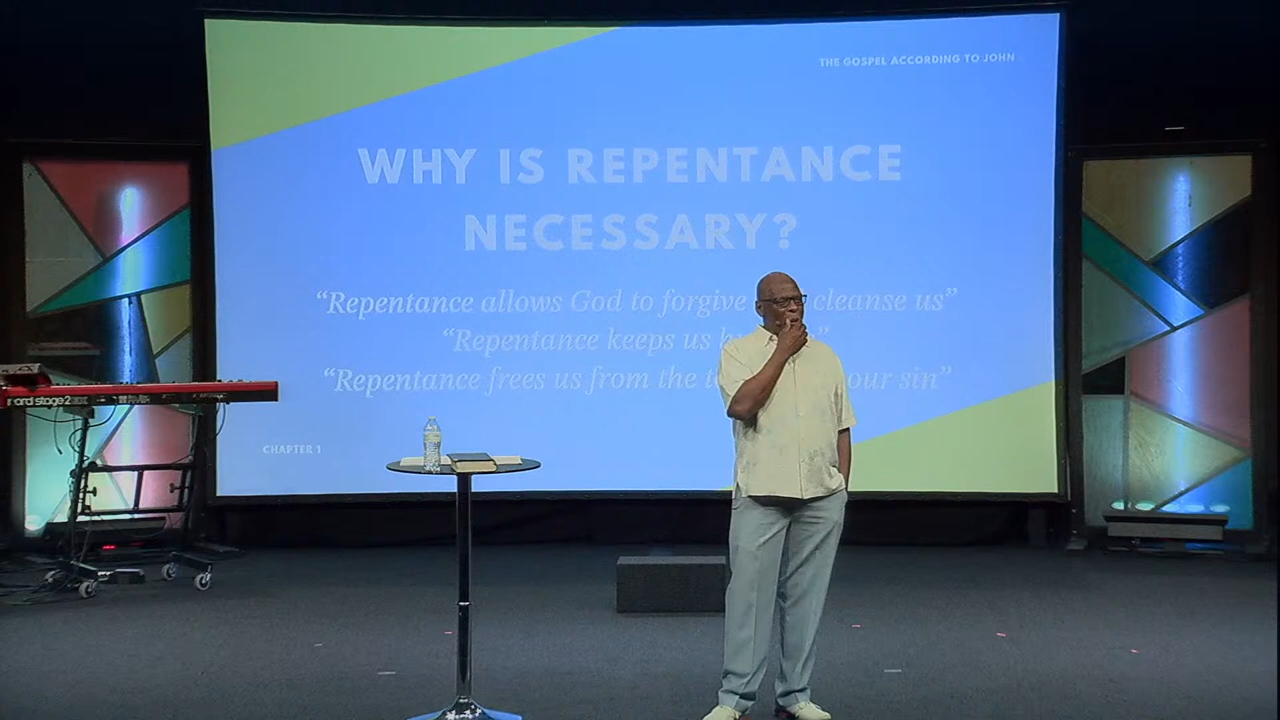 THE GOSPEL ACCORDING TO JOHN
WHY IS REPENTANCE
NECESSARY?
“Repentance allows God to forgive cleanse us”
“Repentance keeps us ”
“Repentance frees us from the our sin”
CHAPTER 1
nord stage 2